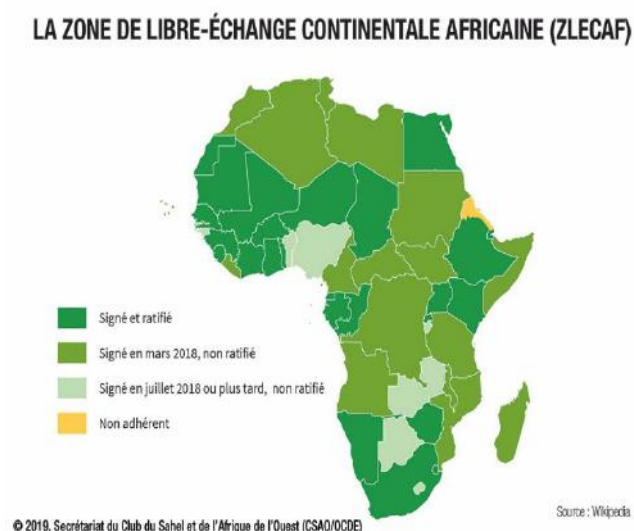 LA ZONE DE LIBRE-ÉCHANGE CONTINENTALE AFRICAINE (ZLECAF)
Signé et ratifié
Signé en mars 2018, non ratifié
Signé en juillet 2018 ou plus tard, non ratifié
Non adhérent
Source : Wikipedia
© 2019. Secrétariat du Club du Sahel et de l'Afrique de l'Ouest (CSAO/OCDE)